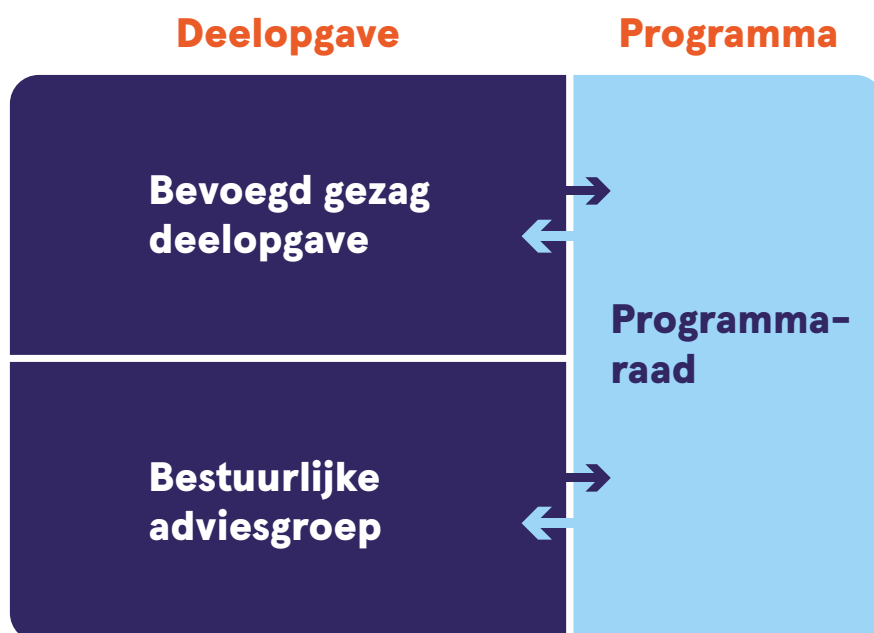 Deelopgave
Programma
Bevoegd gezag
deelopgave
Programma-
raad
Bestuurlijke
adviesgroep